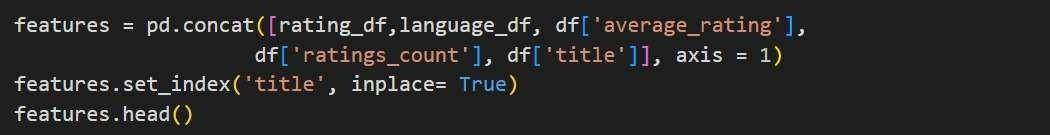 features = pd.concat([rating_df,language_df, df['average_rating'],
                    df['ratings_count'], df['title']], axis = 1)
features.set_index('title', inplace= True)
features.head()